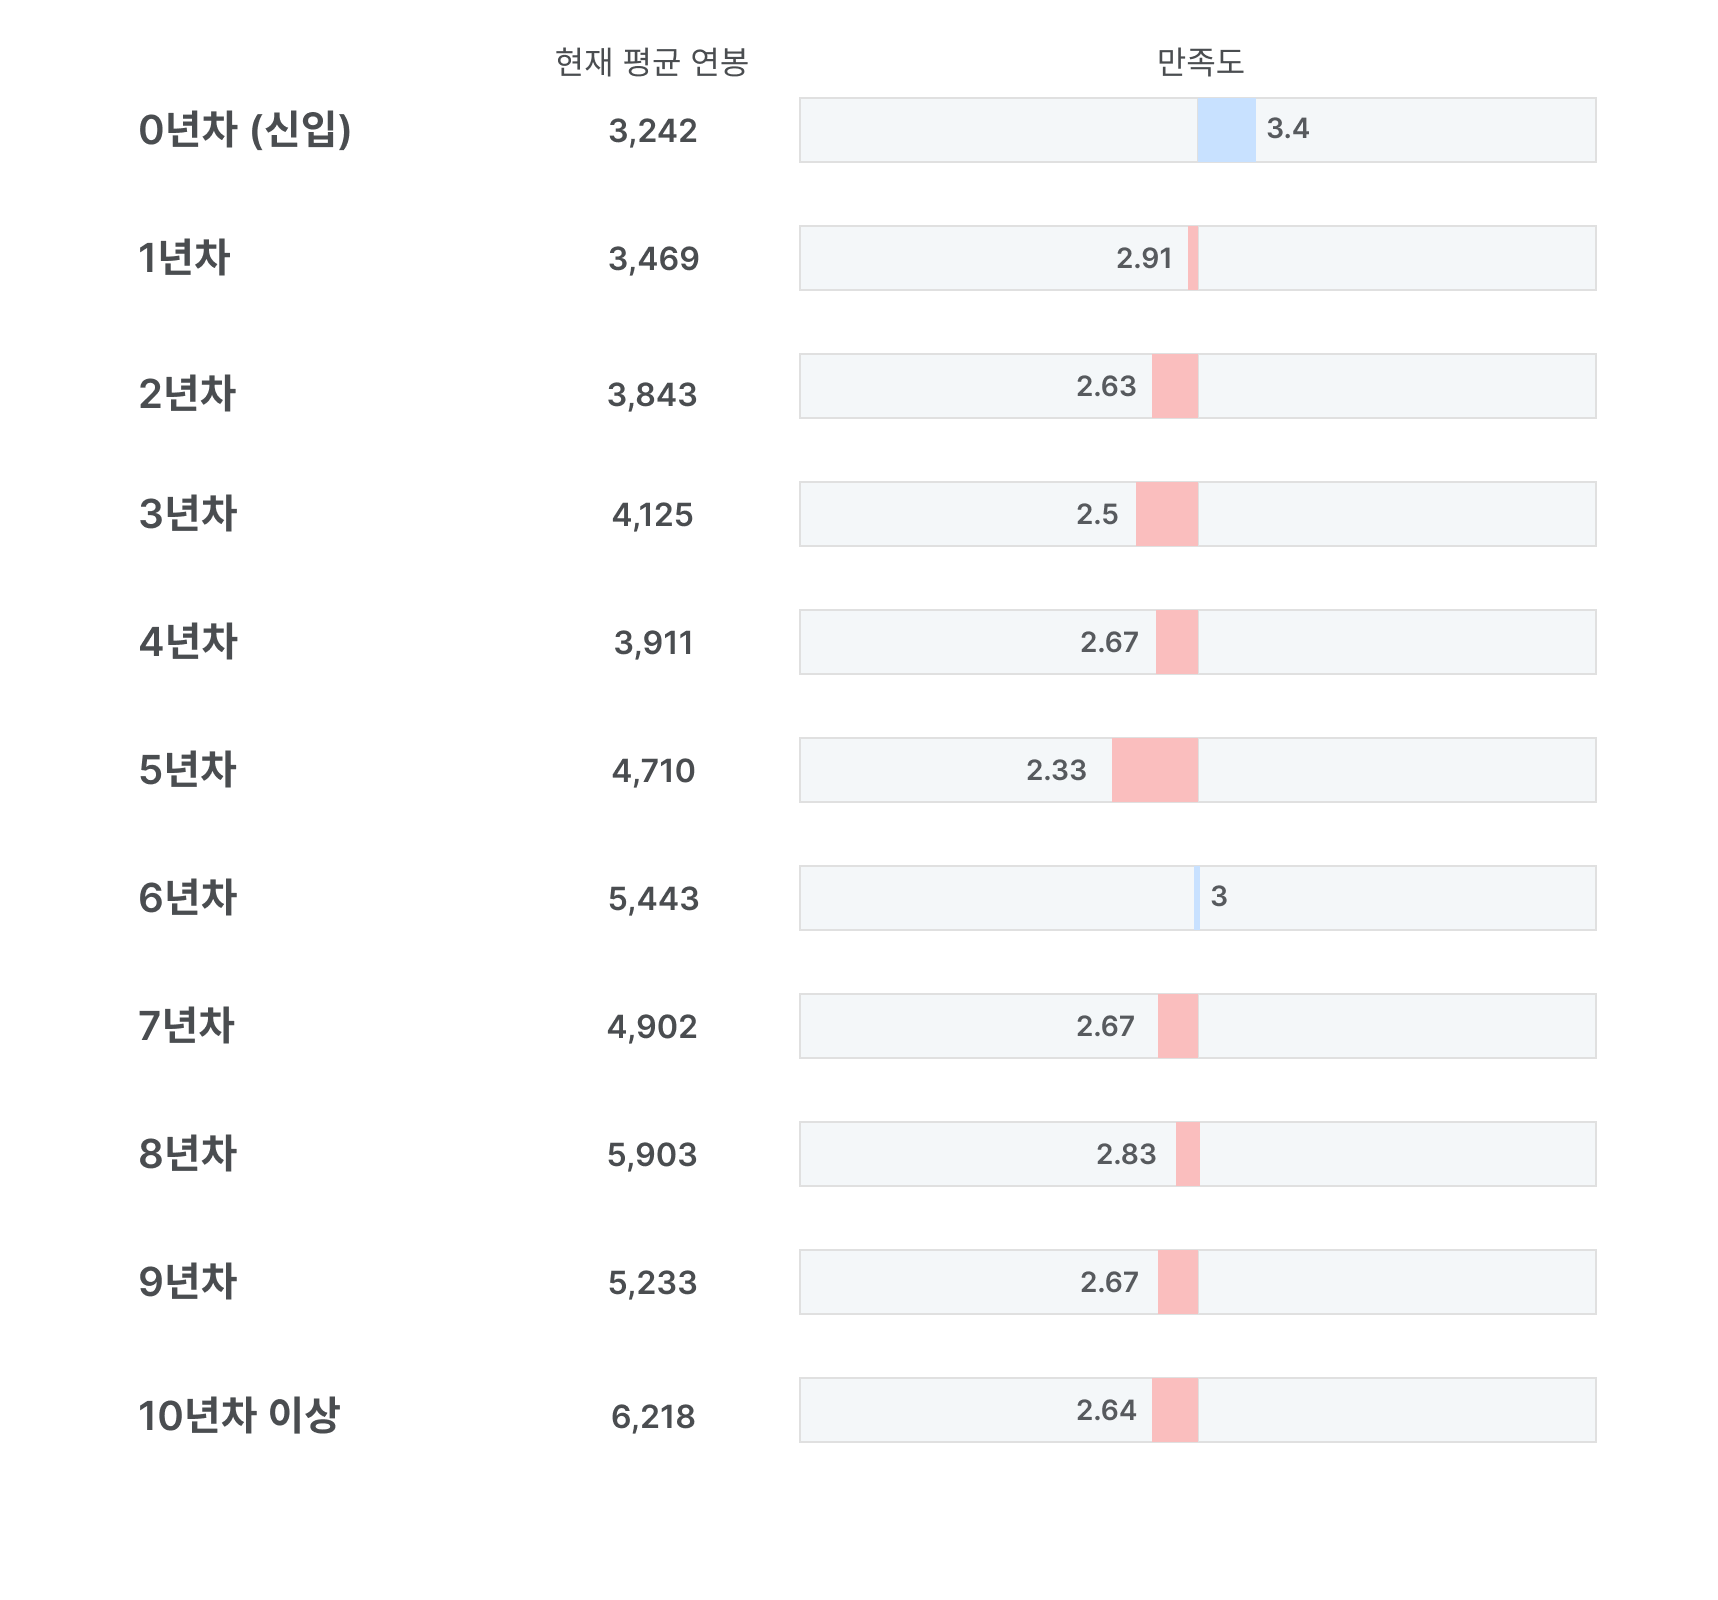 현재 평균 연봉 만족도
0년차 (신입) 3,242 3.4
1년차 3,469 2.91
2년차 3,843 2.63
3년차 4,125 2.5
4년차 3,911 2.67
5년차 4,710 2.33
6년차 5,443 3
7년차 4,902 2.67
8년차 5,903 2.83
9년차 5,233 2.67
10년차 이상 6,218 2.64